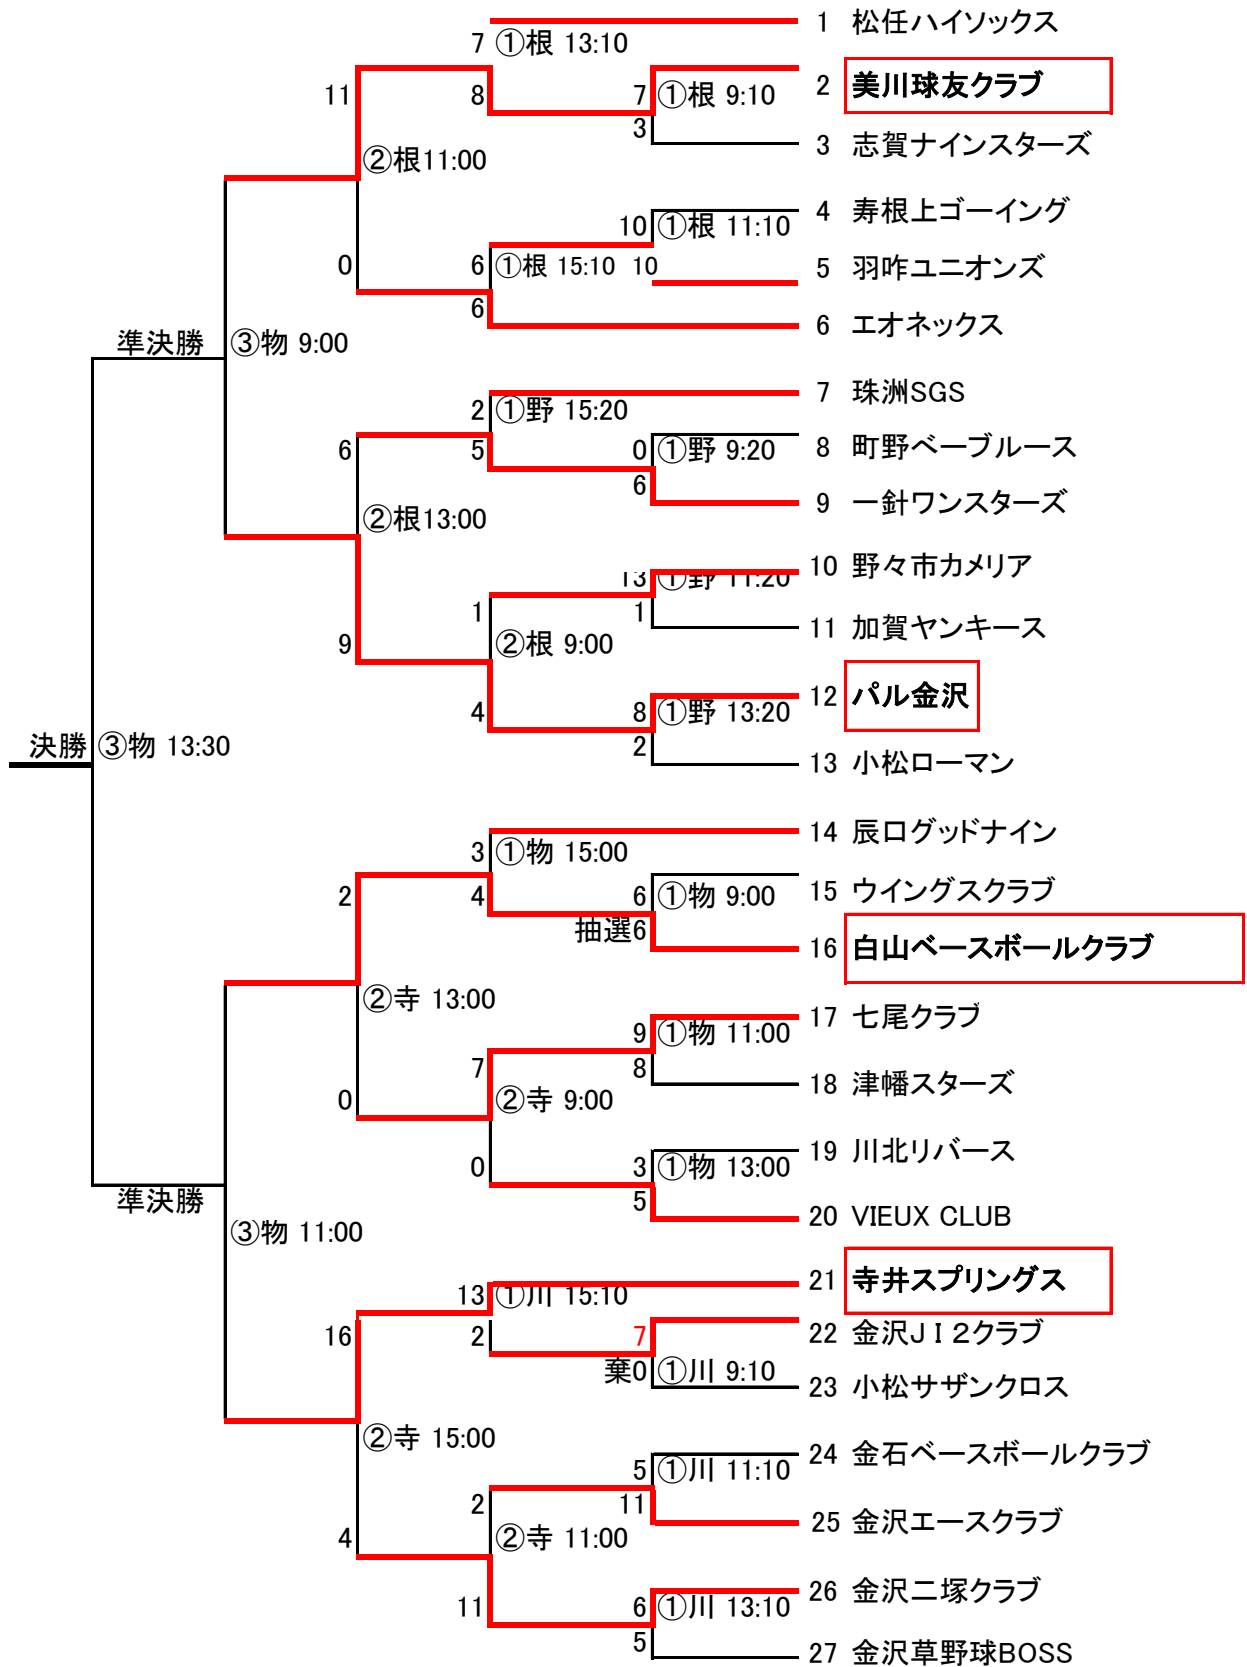 1 松任ハイソックス
7 ①根 13:10
2 美川球友クラブ
11 8 7 ①根 9:10
3
3 志賀ナインスターズ
②根11:00
4 寿根上ゴーイング
10 ①根 11:10
0 6 ①根 15:10 10
5 羽咋ユニオンズ
6
6 エオネックス
準決勝 ③物 9:00
7 珠洲SGS
2 ①野 15:20
8 町野ベーブルース
6 5 0 ①野 9:20
6
9 一針ワンスターズ
②根13:00
10 野々市カメリア
13 ①野 11:20
1 1
11 加賀ヤンキース
9 ②根 9:00
12 パル金沢
4 8 ①野 13:20
2
決勝 ③物 13:30
13 小松ローマン
14 辰口グッドナイン
3 ①物 15:00
15 ウイングスクラブ
2 4 6 ①物 9:00
抽選6
16 白山ベースボールクラブ
②寺 13:00
17 七尾クラブ
9 ①物 11:00
7 8
18 津幡スターズ
0 ②寺 9:00
19 川北リバース
0 3 ①物 13:00
5
準決勝
20 VIEUX CLUB
③物 11:00
21 寺井スプリングス
13 ①川 15:10
16 2 7
22 金沢JI2クラブ
棄0 ①川 9:10
23 小松サザンクロス
②寺 15:00
24 金石ベースボールクラブ
5 ①川 11:10
2 11
25 金沢エースクラブ
4 ②寺 11:00
26 金沢二塚クラブ
11 6 ①川 13:10
5
27 金沢草野球BOSS